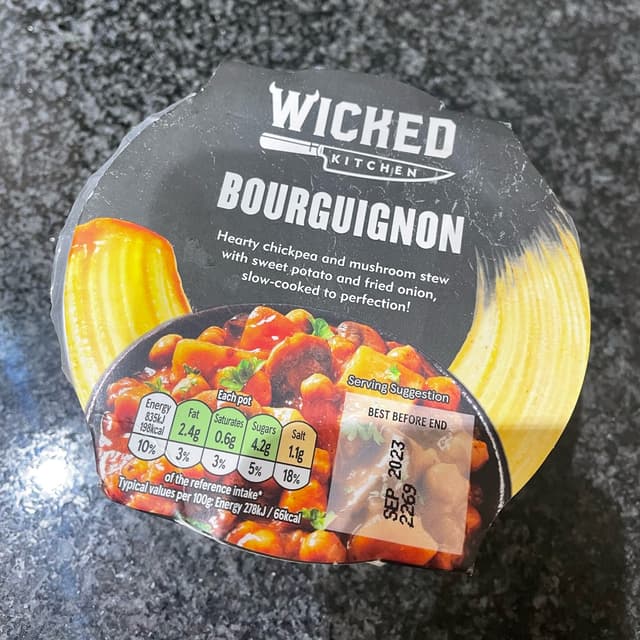 WICKED
KITCHEN
BOURGUIGNON
Hearty chickpea and mushroom stew
with sweet potato and fried onion,
slow-cooked to perfection!
Serving Suggestion
BEST BEFORE END
SEP 2023
2269
Each pot
Energy
835kJ
198kcal
10%
Fat
2.4g
3%
Saturates
0.6g
3%
Sugars
4.2g
5%
Salt
1.1g
18%
of the reference intake*
Typical values per 100g: Energy 278kJ / 66kcal